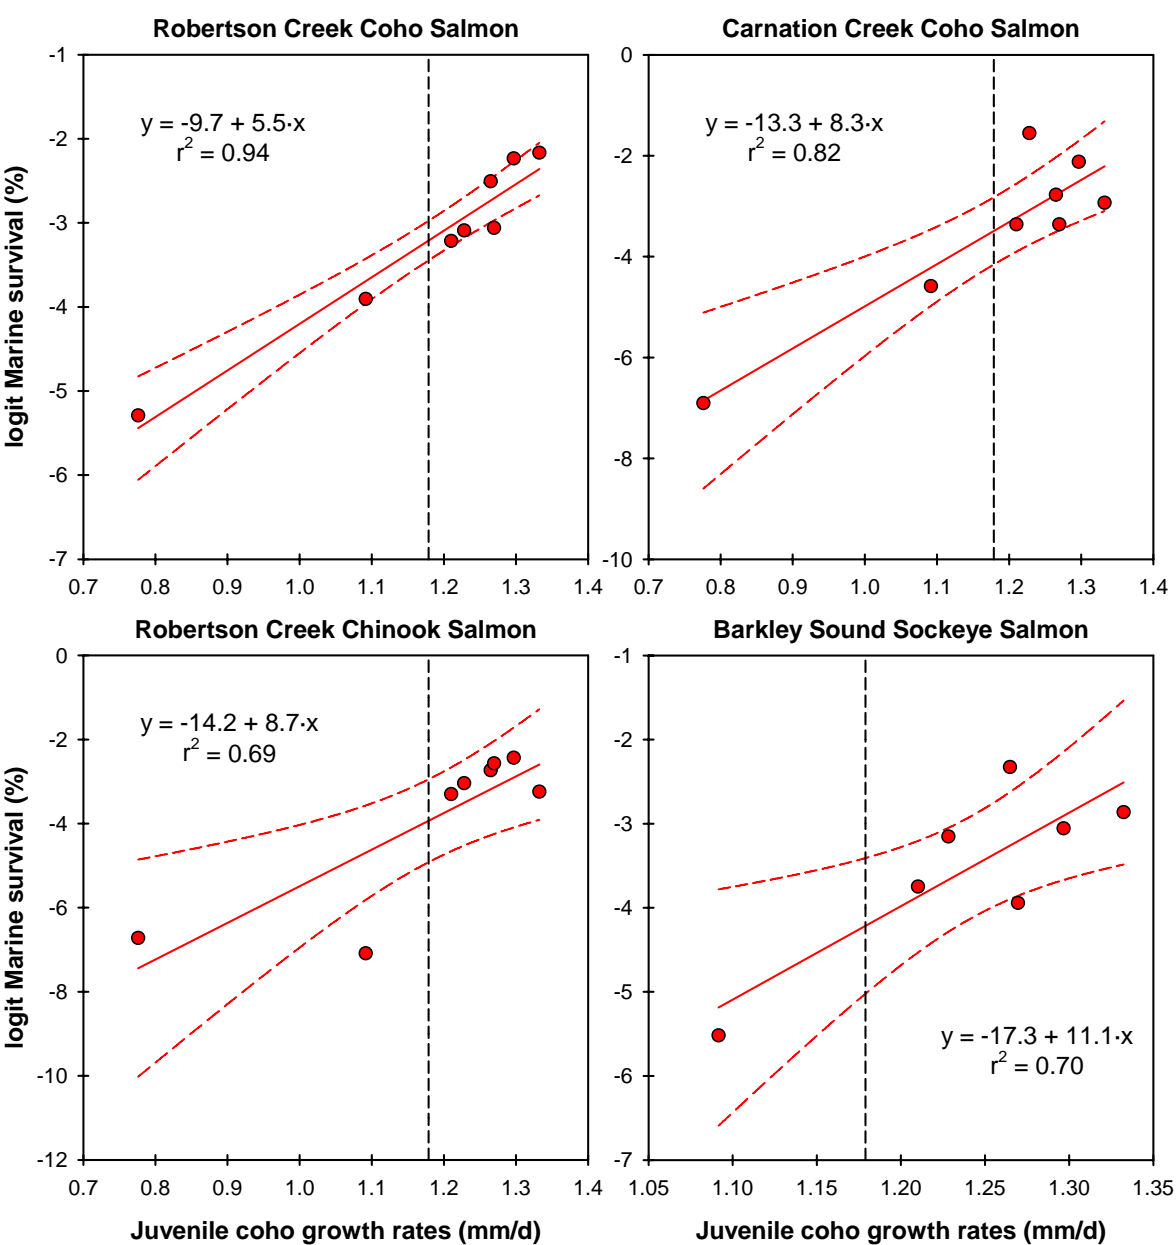 Robertson Creek Coho Salmon
Carnation Creek Coho Salmon
-1
-2
-3
-4
-5
-6
-7
y = -9.7 + 5.5·x
r² = 0.94
0.7 0.8 0.9 1.0 1.1 1.2 1.3 1.4
logit Marine survival (%)
0
-2
-4
-6
-8
-10
y = -13.3 + 8.3·x
r² = 0.82
0.7 0.8 0.9 1.0 1.1 1.2 1.3 1.4
Robertson Creek Chinook Salmon
Barkley Sound Sockeye Salmon
0
-2
-4
-6
-8
-10
-12
y = -14.2 + 8.7·x
r² = 0.69
0.7 0.8 0.9 1.0 1.1 1.2 1.3 1.4
logit Marine survival (%)
Juvenile coho growth rates (mm/d)
-1
-2
-3
-4
-5
-6
-7
y = -17.3 + 11.1·x
r² = 0.70
1.05 1.10 1.15 1.20 1.25 1.30 1.35
Juvenile coho growth rates (mm/d)